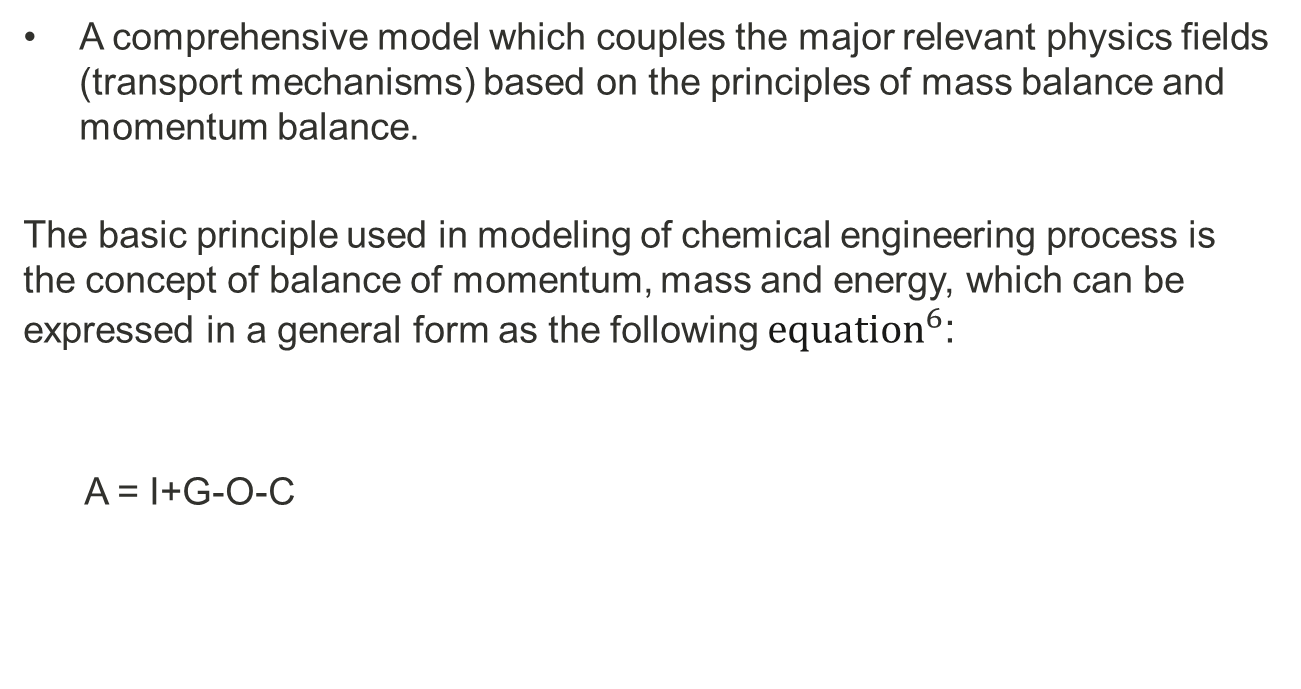 • A comprehensive model which couples the major relevant physics fields
(transport mechanisms) based on the principles of mass balance and
momentum balance.
The basic principle used in modeling of chemical engineering process is
the concept of balance of momentum, mass and energy, which can be
expressed in a general form as the following equation⁶:
A = I+G-O-C